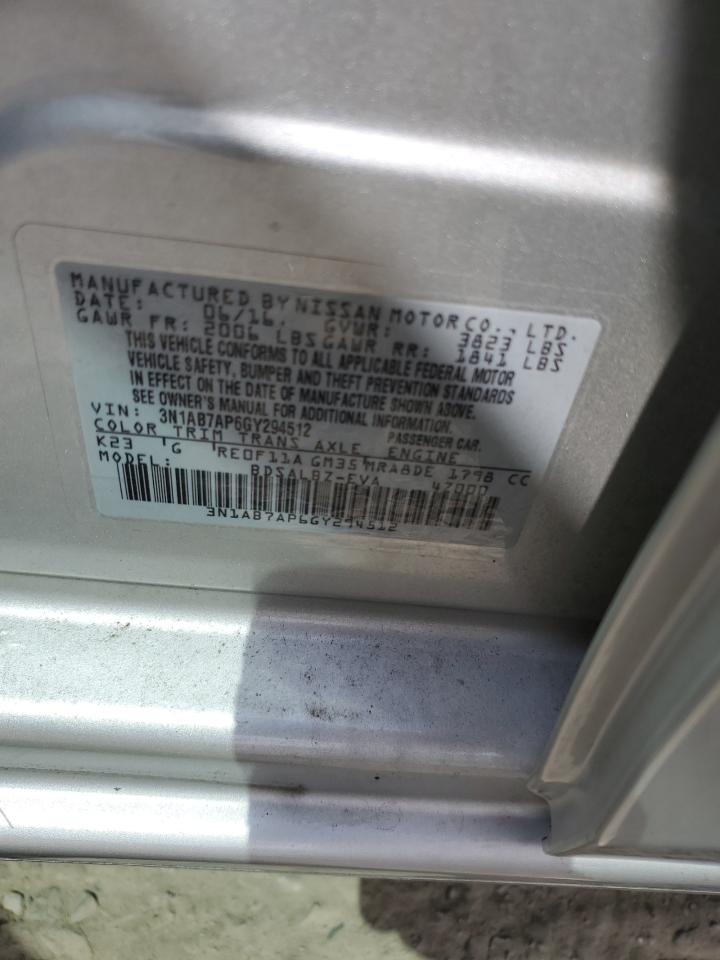 MANUFACTURED BY NISSAN MOTOR CO., LTD.
DATE: 06/16. GVWR: 3823 LBS
GAWR FR: 2006 LBS GAWR RR: 1841 LBS
THIS VEHICLE CONFORMS TO ALL APPLICABLE FEDERAL MOTOR
VEHICLE SAFETY, BUMPER AND THEFT PREVENTION STANDARDS
IN EFFECT ON THE DATE OF MANUFACTURE SHOWN ABOVE.
SEE OWNER'S MANUAL FOR ADDITIONAL INFORMATION.
VIN: 3N1AB7AP6GY294512 PASSENGER CAR.
COLOR TRIM TRANS AXLE ENGINE
K23 G RE0F11A GM35 MRA8DE 1798 CC
MODEL: BDSALBZ-EVA
3N1AB7AP6GY294512